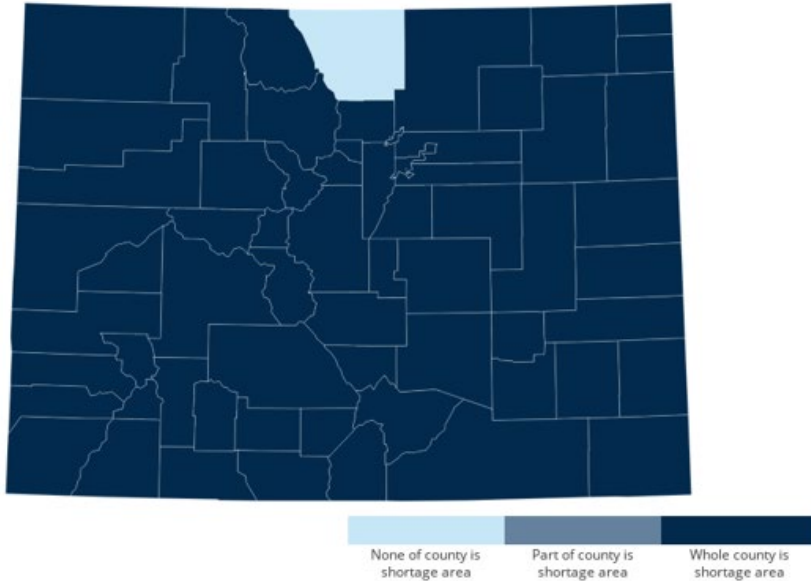 None of county is
shortage area
Part of county is
shortage area
Whole county is
shortage area